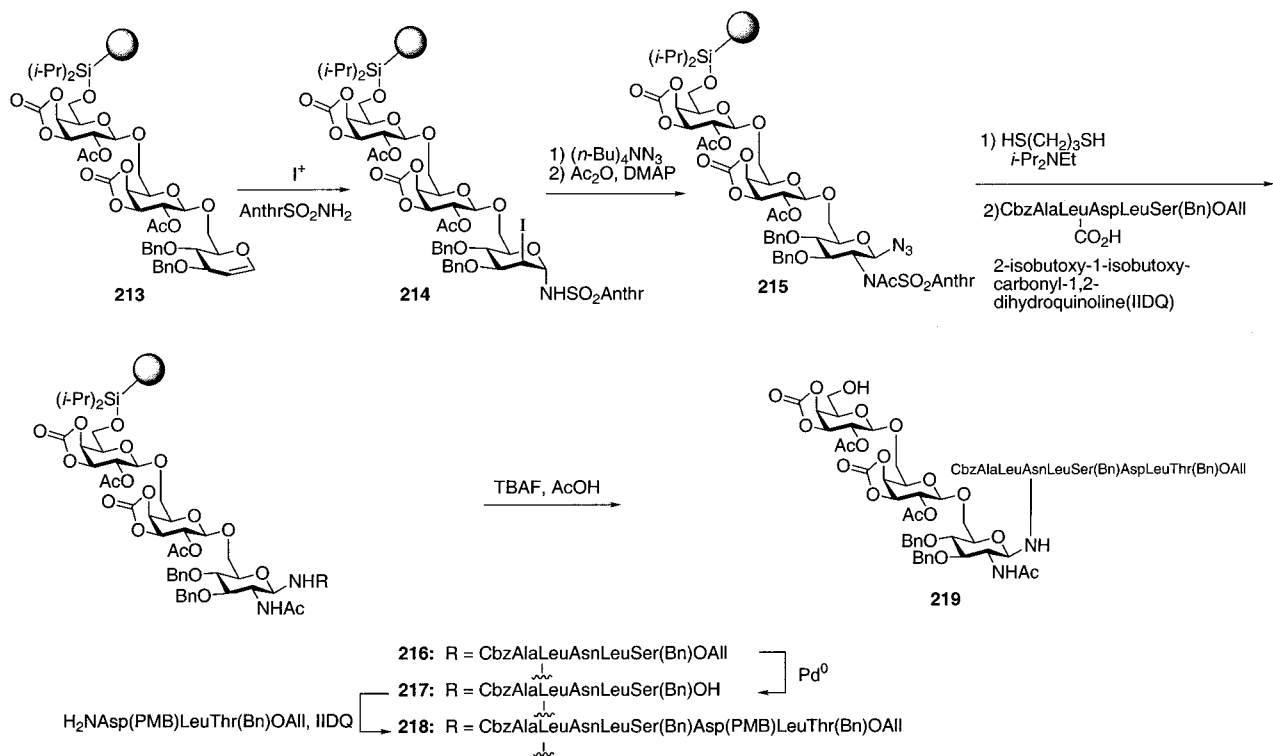 (i-Pr)₂Si
O
O
O
O
O
O
AcO
O
O
O
O
O
AcO
O
BnO
BnO
O
213
I⁺
AnthrSO₂NH₂
(i-Pr)₂Si
O
O
O
O
O
O
AcO
O
O
O
O
O
AcO
O
I
BnO
BnO
O
NHSO₂Anthr
214
1) (n-Bu)₄NN₃
2) Ac₂O, DMAP
(i-Pr)₂Si
O
O
O
O
O
O
AcO
O
O
O
O
O
AcO
O
BnO
BnO
O
N₃
NAcSO₂Anthr
215
1) HS(CH₂)₃SH
i-Pr₂NEt
2)CbzAlaLeuAspLeuSer(Bn)OAll
CO₂H
2-isobutoxy-1-isobutoxy-
carbonyl-1,2-
dihydroquinoline(IIDQ)
(i-Pr)₂Si
O
O
O
O
O
O
AcO
O
O
O
O
O
AcO
O
BnO
BnO
O
NHR
NHAc
TBAF, AcOH
OH
O
O
O
O
O
AcO
O
O
O
O
O
AcO
O
BnO
BnO
O
CbzAlaLeuAsnLeuSer(Bn)AspLeuThr(Bn)OAll
NH
NHAc
219
216: R = CbzAlaLeuAsnLeuSer(Bn)OAll
Pd⁰
217: R = CbzAlaLeuAsnLeuSer(Bn)OH
H₂NAsp(PMB)LeuThr(Bn)OAll, IIDQ
218: R = CbzAlaLeuAsnLeuSer(Bn)Asp(PMB)LeuThr(Bn)OAll